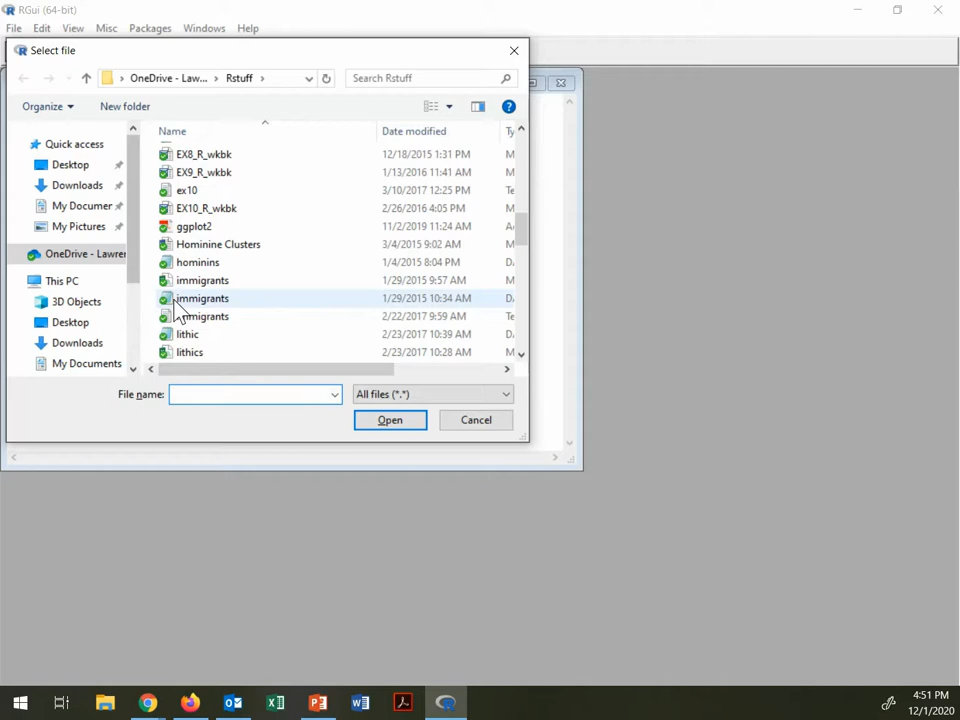 RGui (64-bit)
File Edit View Misc Packages Windows Help
Select file
OneDrive - Law... Rstuff
Search Rstuff
Organize New folder
Name Date modified Ty
Quick access
Desktop
Downloads
My Documen
My Pictures
OneDrive - Lawren
This PC
3D Objects
Desktop
Downloads
My Documents
EX8_R_wkbk 12/18/2015 1:31 PM M
EX9_R_wkbk 1/13/2016 11:41 AM M
ex10 3/10/2017 12:25 PM Te
EX10_R_wkbk 2/26/2016 4:05 PM M
ggplot2 11/2/2019 11:24 AM A
Hominine Clusters 3/4/2015 9:02 AM M
hominins 1/4/2015 8:04 PM D
immigrants 1/29/2015 9:57 AM M
immigrants 1/29/2015 10:34 AM D
immigrants 2/22/2017 9:59 AM Te
lithic 2/23/2017 10:39 AM D
lithics 2/23/2017 10:28 AM M
File name: All files (*.*)
Open Cancel
4:51 PM
12/1/2020